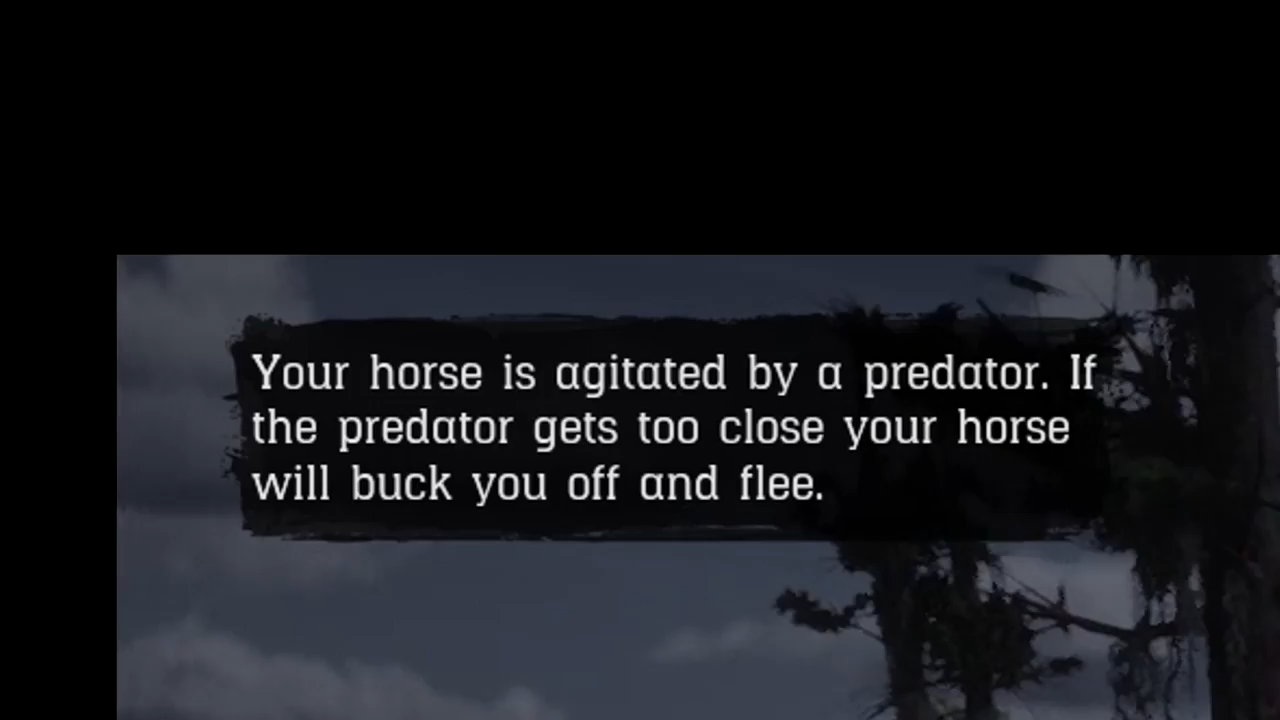 Your horse is agitated by a predator. If
the predator gets too close your horse
will buck you off and flee.